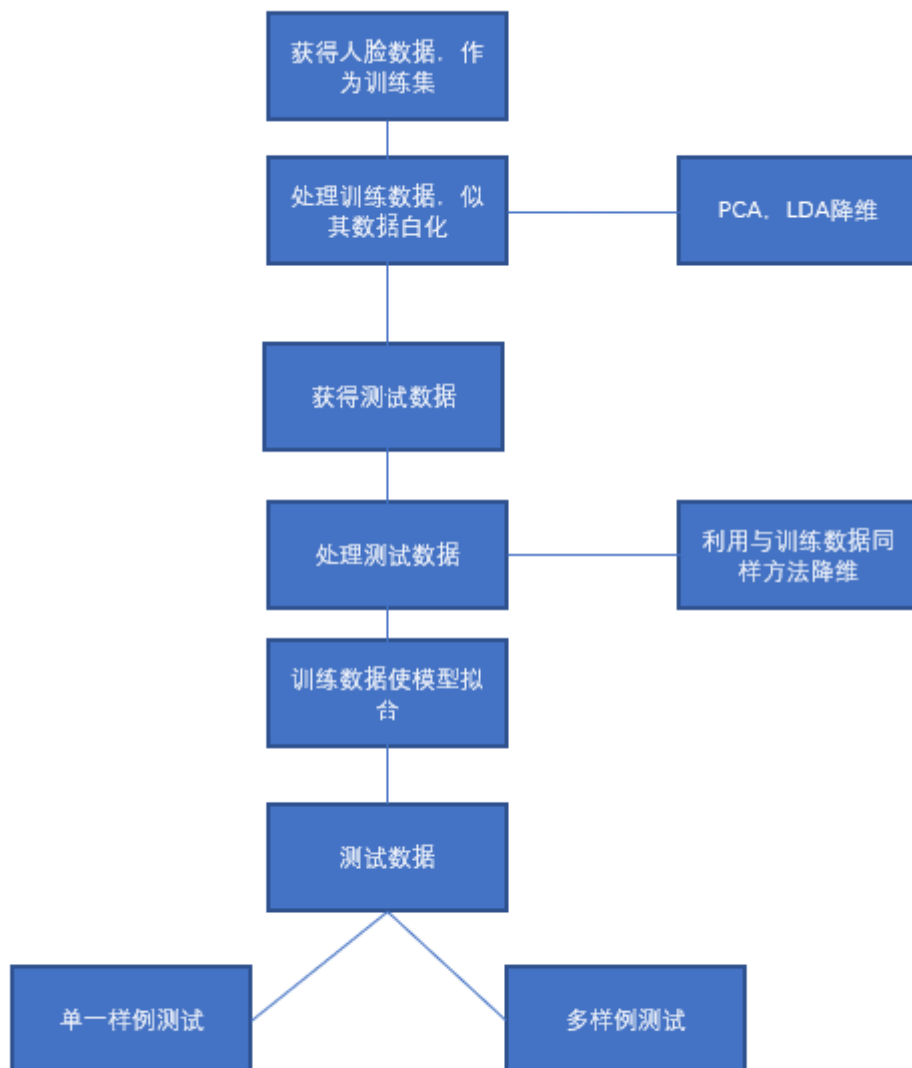 获得人脸数据，作
为训练集
处理训练数据，似
其数据白化
PCA，LDA降维
获得测试数据
处理测试数据
利用与训练数据同
样方法降维
训练数据使模型拟
合
测试数据
单一样例测试
多样例测试